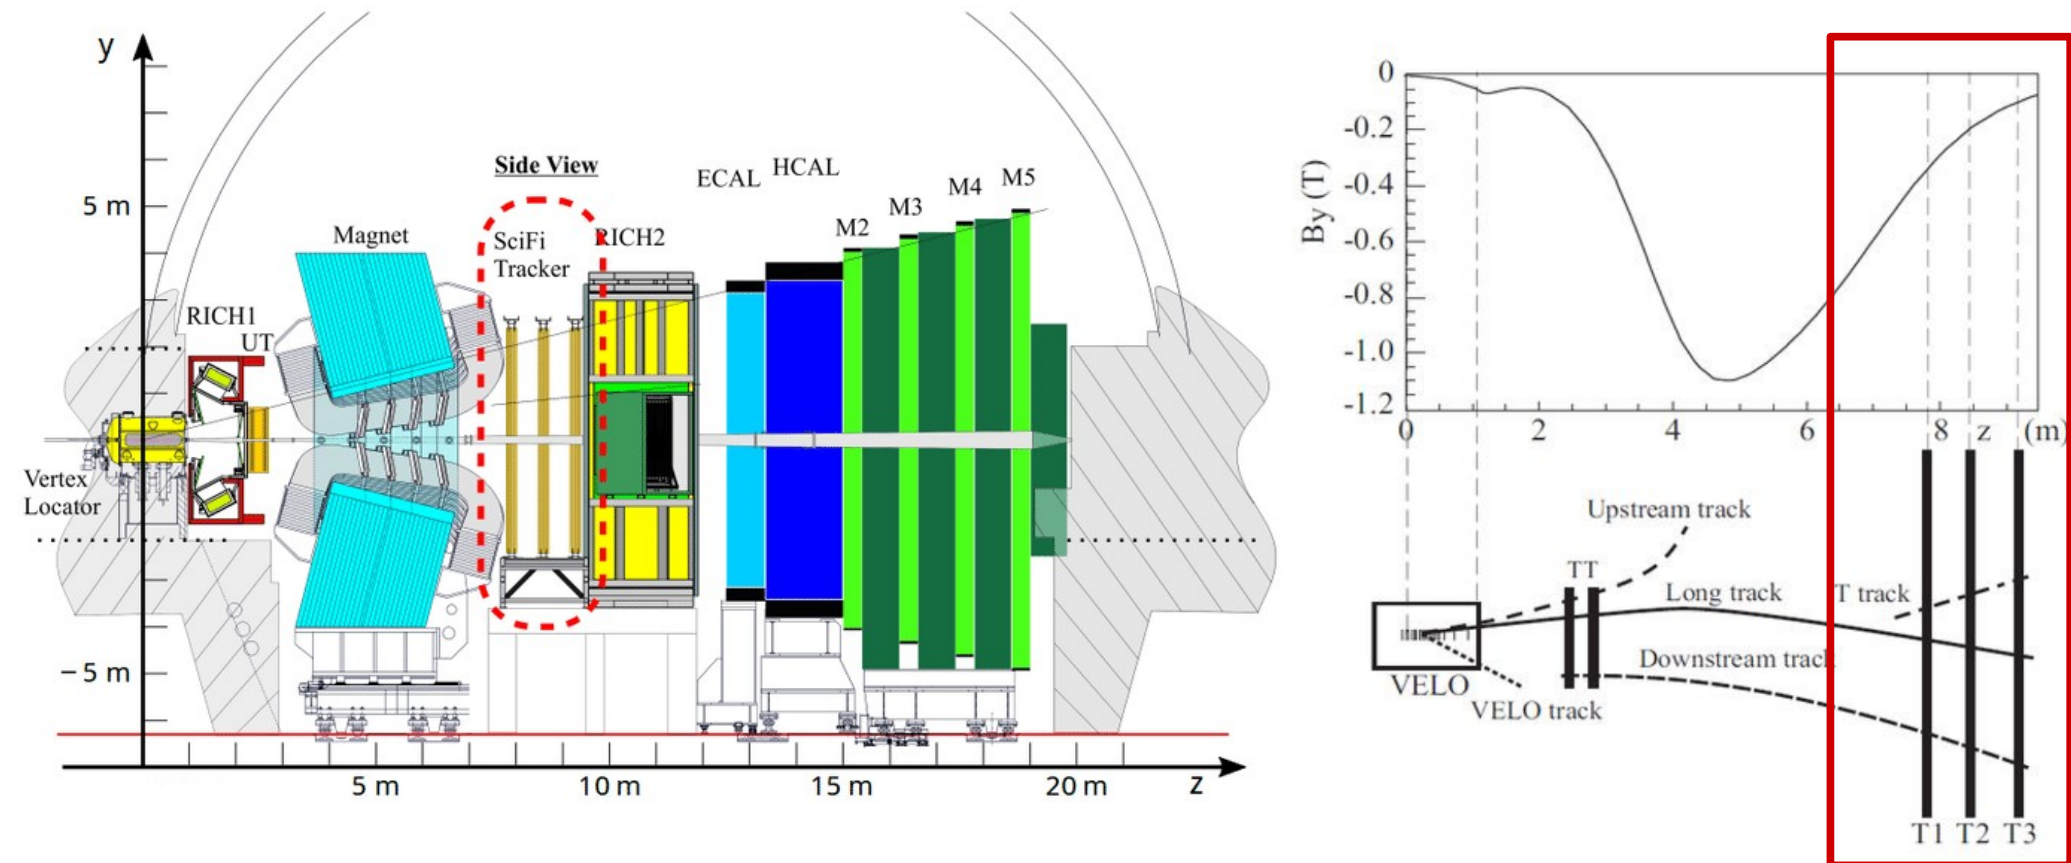 y
Side View
ECAL
HCAL
M5
M4
M3
M2
5 m
Magnet
SciFi
Tracker
RICH2
RICH1
UT
Vertex
Locator
−5 m
5 m
10 m
15 m
20 m
z
0
-0.2
-0.4
-0.6
-0.8
-1.0
-1.2
By (T)
0
2
4
6
8
z (m)
Upstream track
TT
Long track
T track
Downstream track
VELO
VELO track
T1 T2 T3